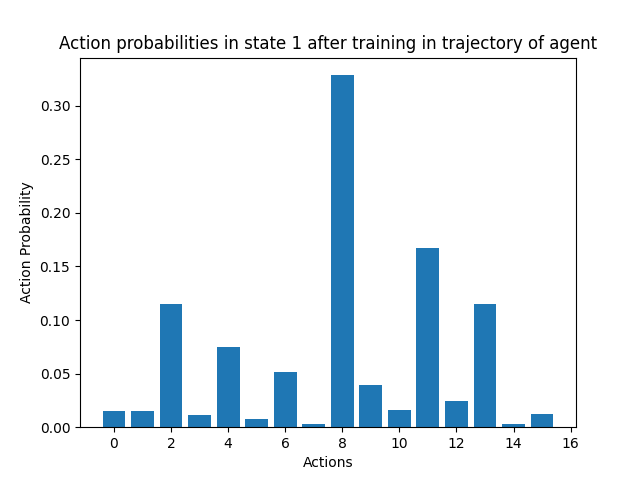 Action probabilities in state 1 after training in trajectory of agent
0.30
0.25
0.20
0.15
0.10
0.05
0.00
Action Probability
0 2 4 6 8 10 12 14 16
Actions